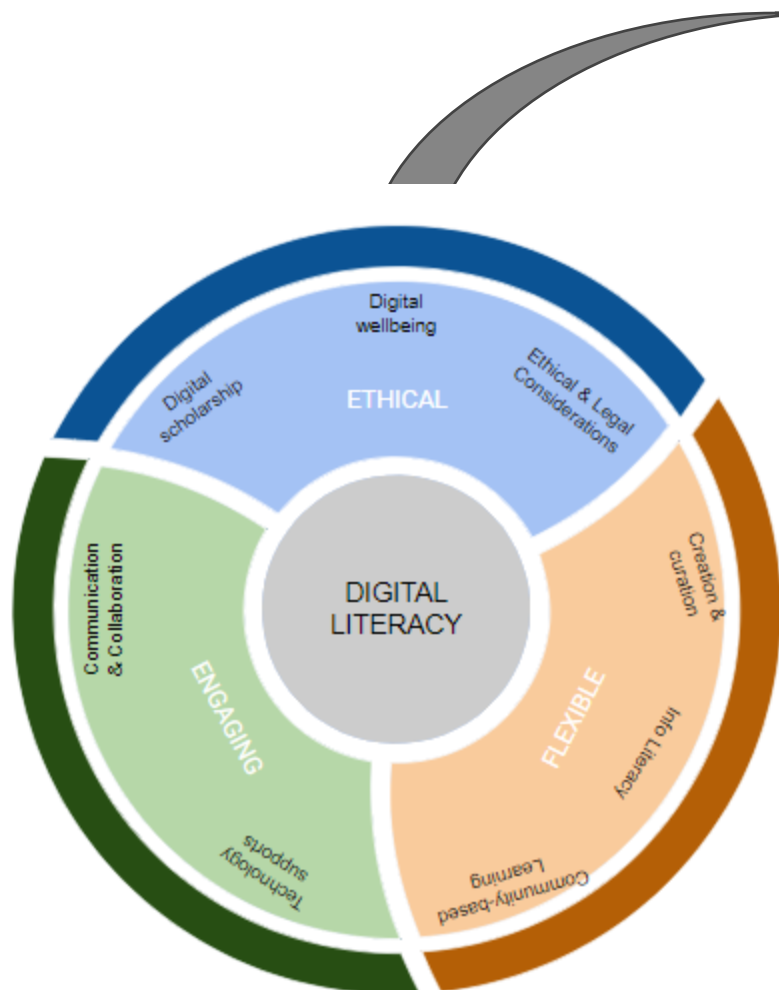 Digital
wellbeing
Digital
scholarship
ETHICAL
Ethical & Legal
Considerations
Creation &
curation
Communication
& Collaboration
DIGITAL
LITERACY
ENGAGING
FLEXIBLE
Info Literacy
Technology
supports
Community-based
Learning